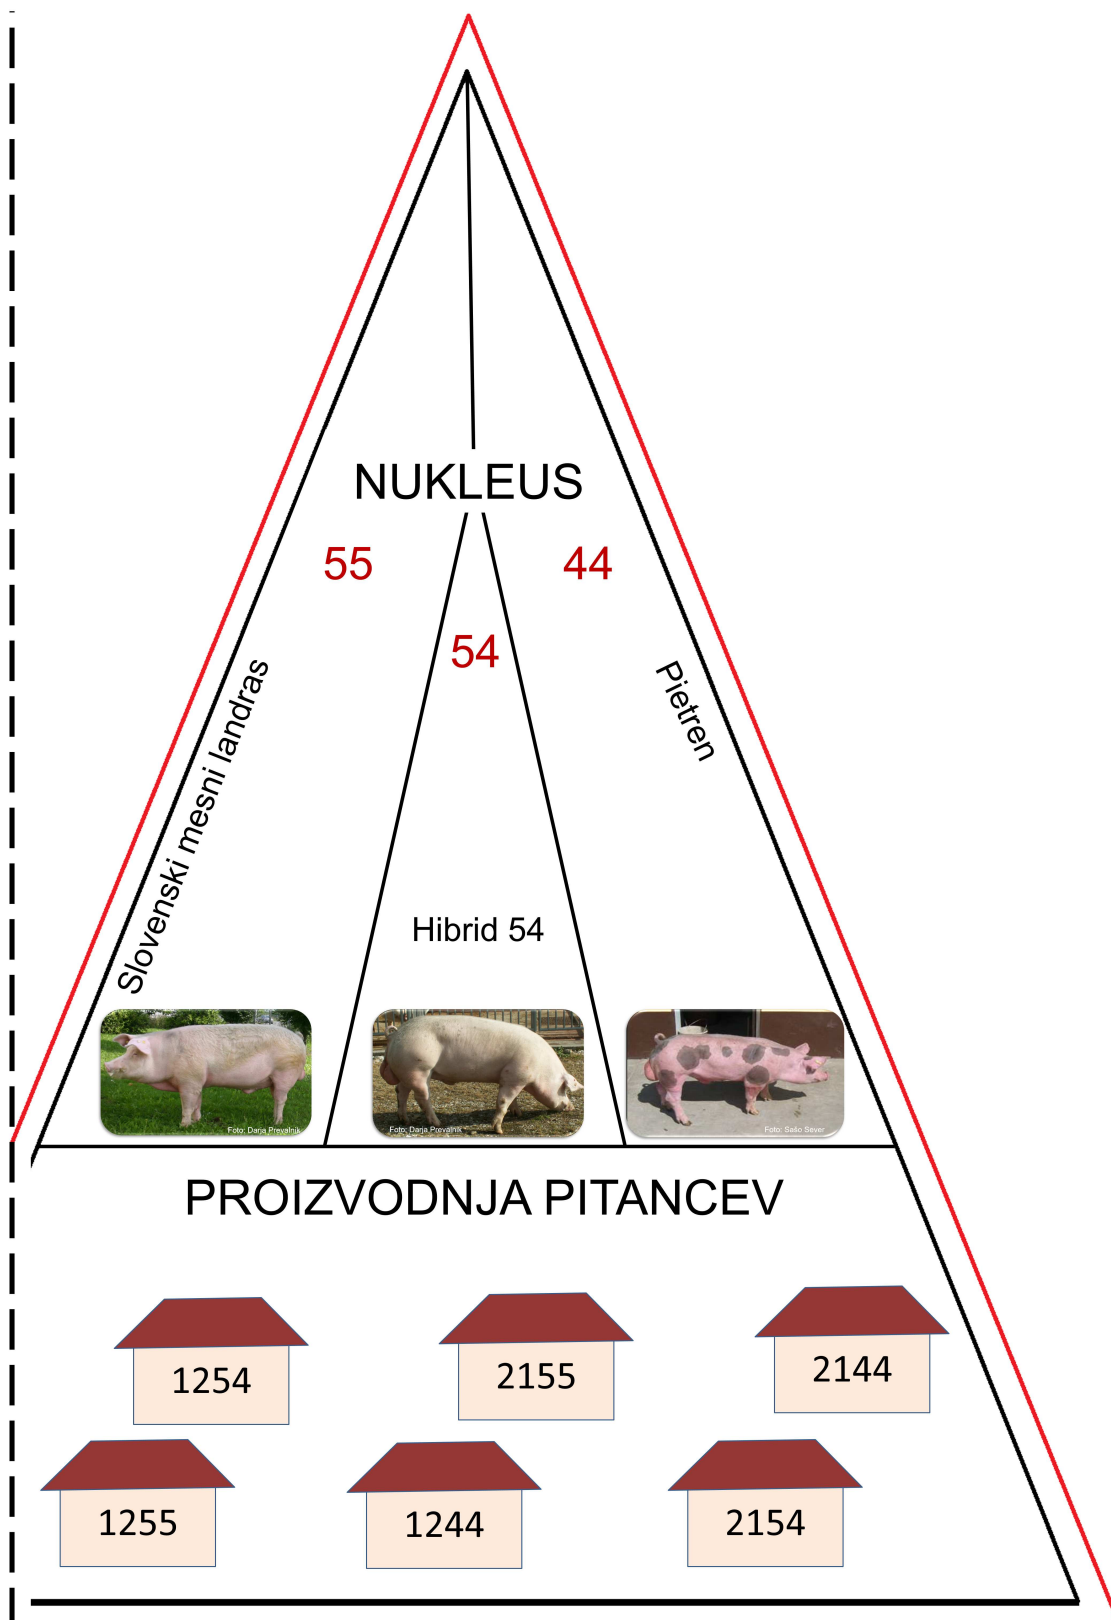 NUKLEUS
55
44
54
Slovenski mesni landras
Pietren
Hibrid 54
Foto: Darja Prevalnik
Foto: Darja Prevalnik
Foto: Sašo Sever
PROIZVODNJA PITANCEV
1254
2155
2144
1255
1244
2154